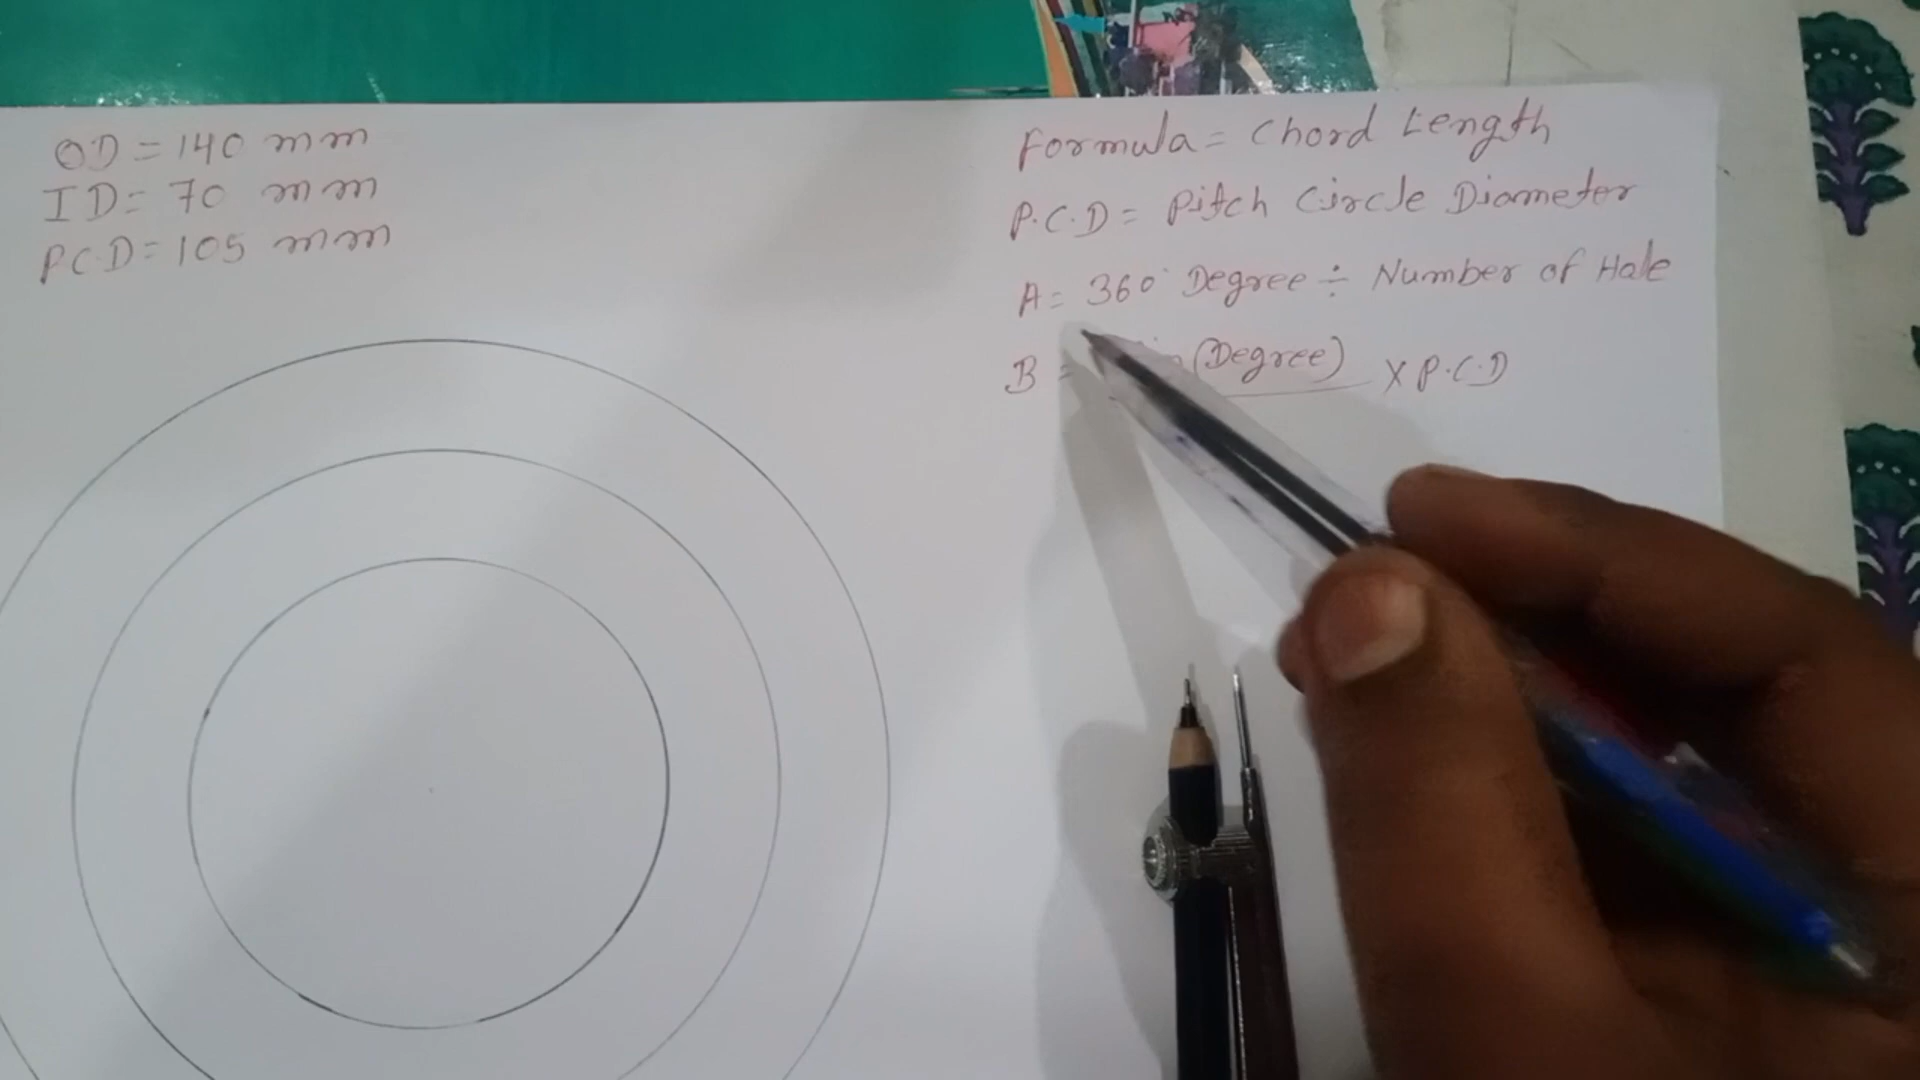 OD = 140 mm
ID = 70 mm
PCD = 105 mm
Formula = Chord Length
P.C.D = Pitch Circle Diameter
A = 360° Degree ÷ Number of Hole
B = (Degree) X P.C.D